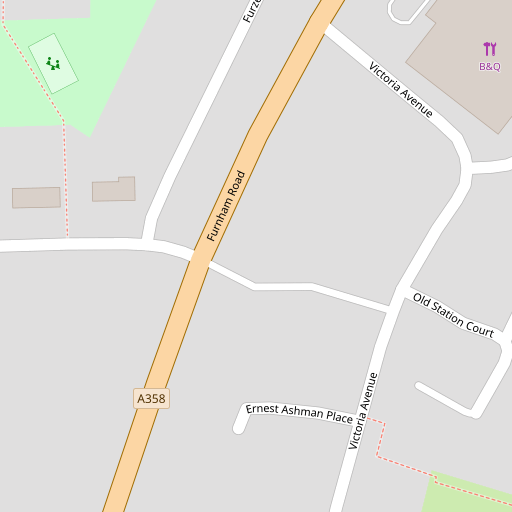 Furze
Victoria Avenue
B&Q
Furnham Road
Old Station Court
A358
Ernest Ashman Place
Victoria Avenue